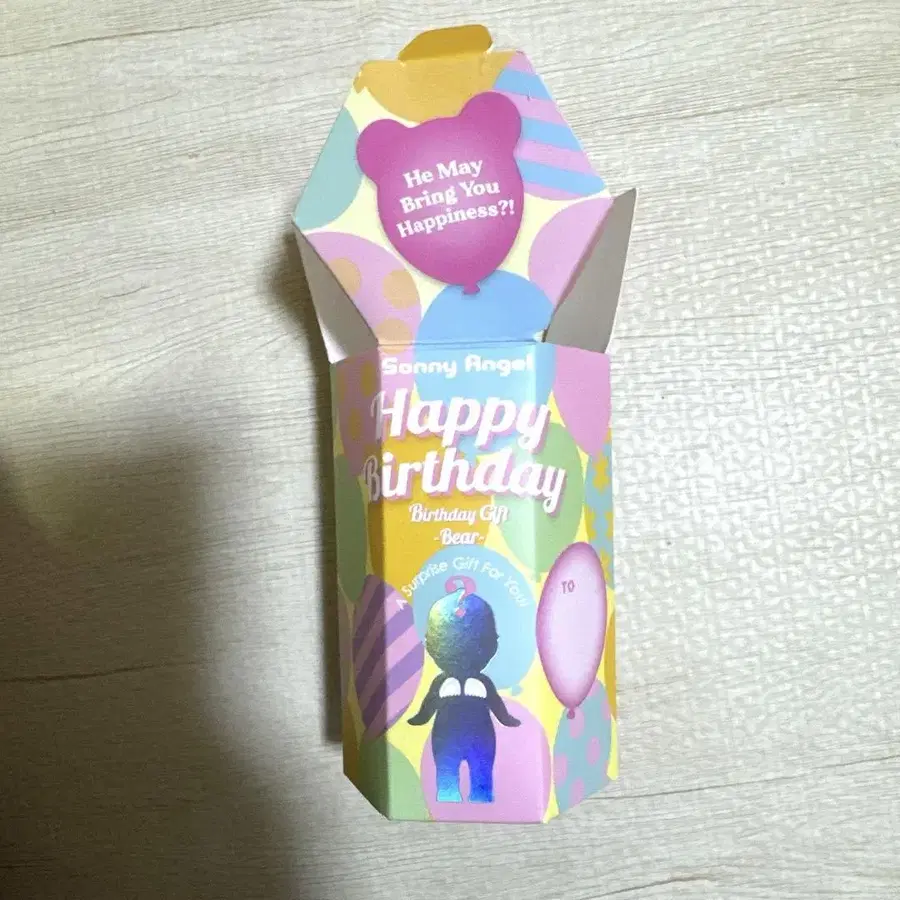 He May
Bring You
Happiness?!
Sonny Angel
Happy
Birthday
Birthday Gift
-Bear-
A Surprise Gift For You!
?
TO